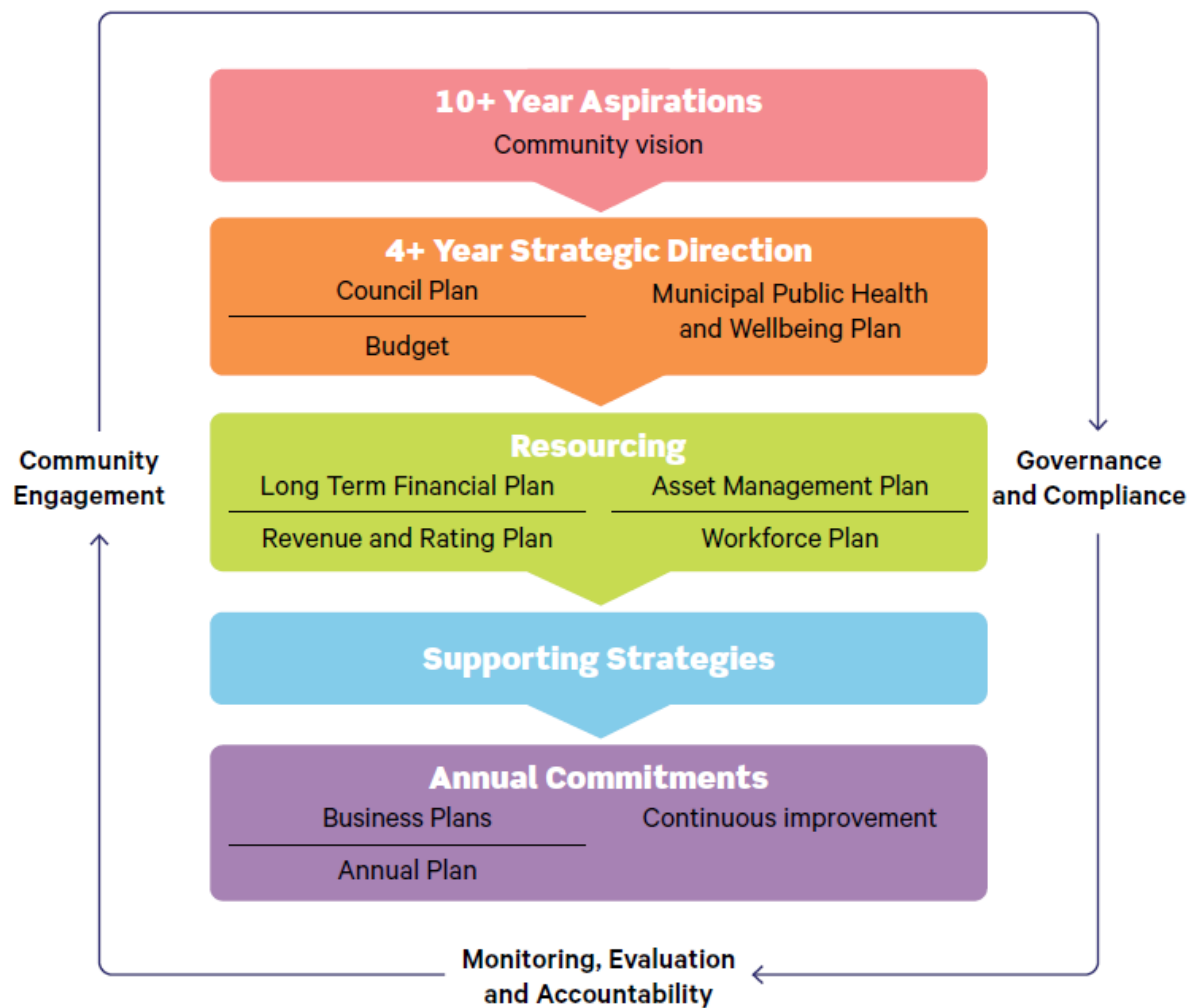 10+ Year Aspirations
Community vision
4+ Year Strategic Direction
Council Plan
Budget
Municipal Public Health
and Wellbeing Plan
Resourcing
Long Term Financial Plan
Revenue and Rating Plan
Asset Management Plan
Workforce Plan
Supporting Strategies
Annual Commitments
Business Plans
Annual Plan
Continuous improvement
Community
Engagement
Governance
and Compliance
Monitoring, Evaluation
and Accountability